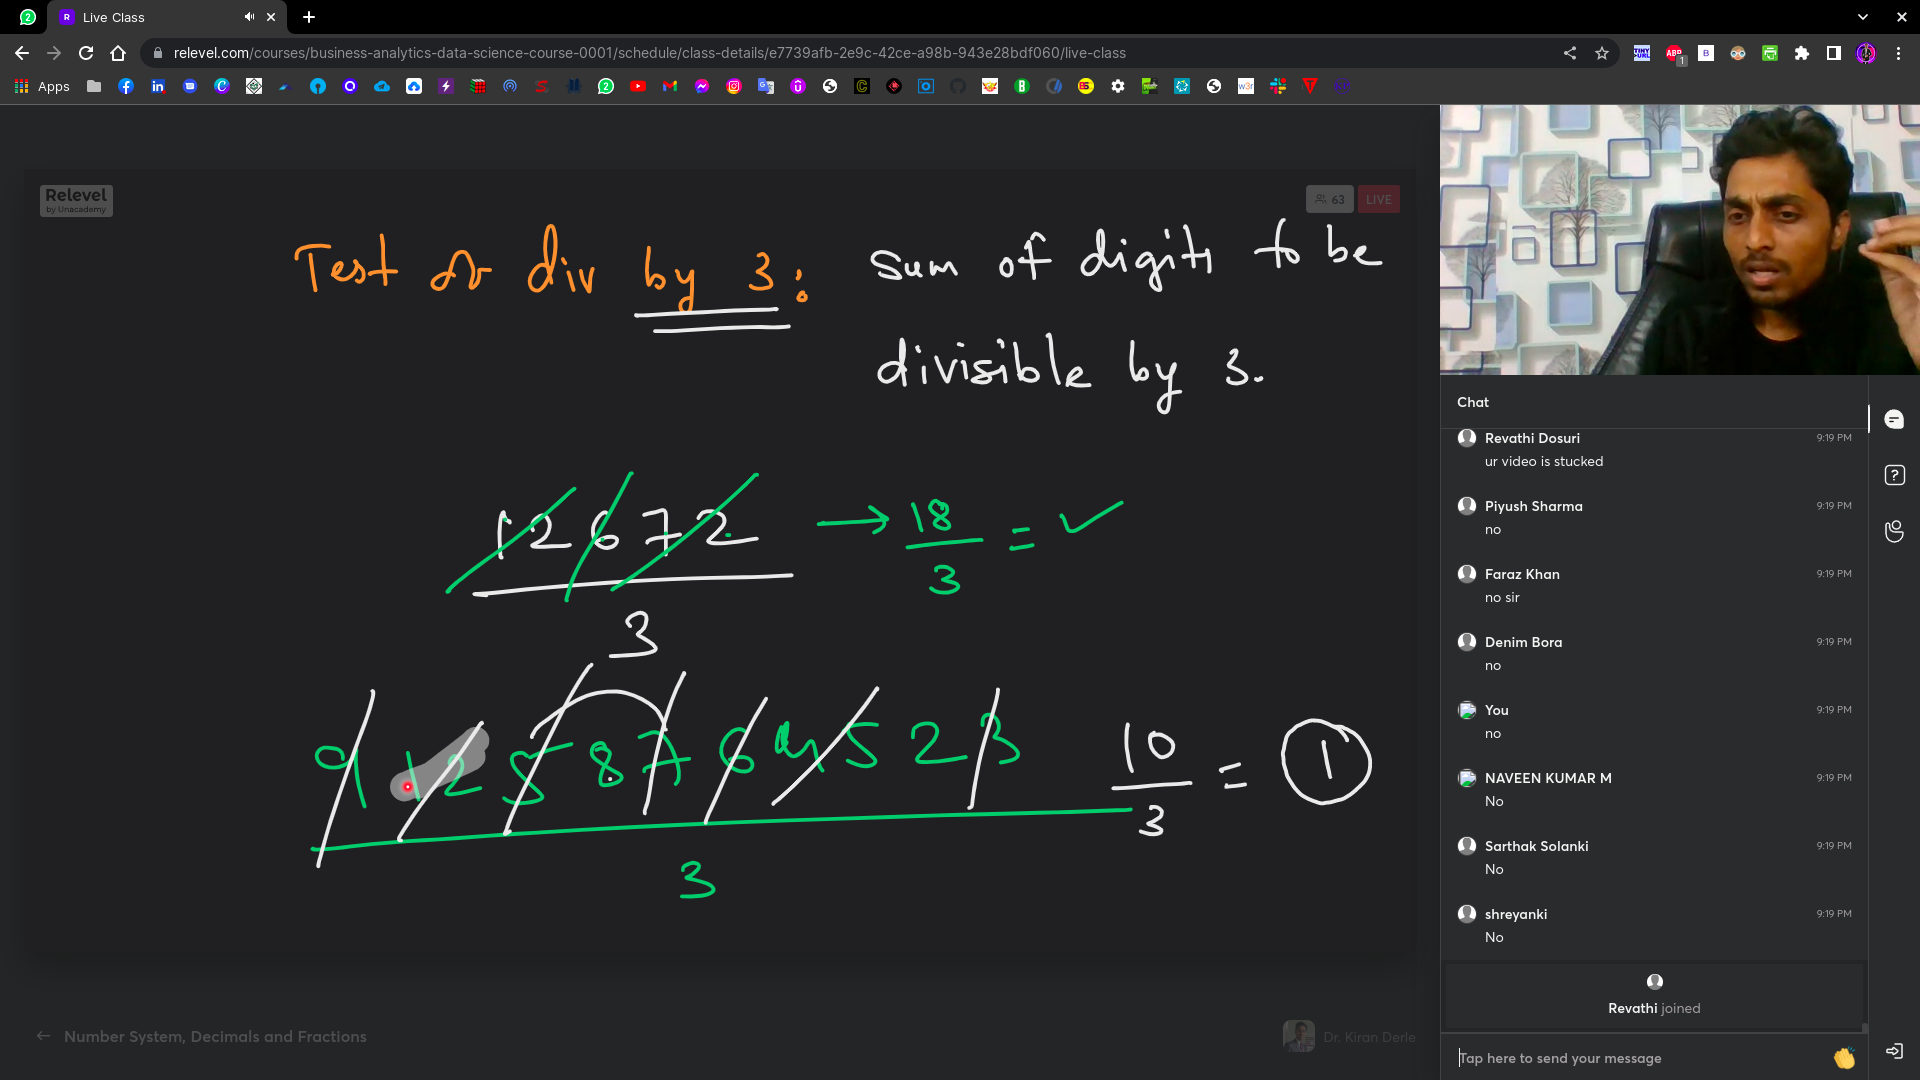 Live Class
relevel.com/courses/business-analytics-data-science-course-0001/schedule/class-details/e7739afb-2e9c-42ce-a98b-943e28bdf060/live-class
Apps
Relevel
by Unacademy
63
LIVE
Test for div by 3: sum of digits to be
divisible by 3.
12672 → 18/3 = ✓
3
9125876 4523 10/3 = 1
3
← Number System, Decimals and Fractions
Dr. Kiran Derle
Chat
Revathi Dosuri 9:19 PM
ur video is stucked
Piyush Sharma 9:19 PM
no
Faraz Khan 9:19 PM
no sir
Denim Bora 9:19 PM
no
You 9:19 PM
no
NAVEEN KUMAR M 9:19 PM
No
Sarthak Solanki 9:19 PM
No
shreyanki 9:19 PM
No
Revathi joined
Tap here to send your message